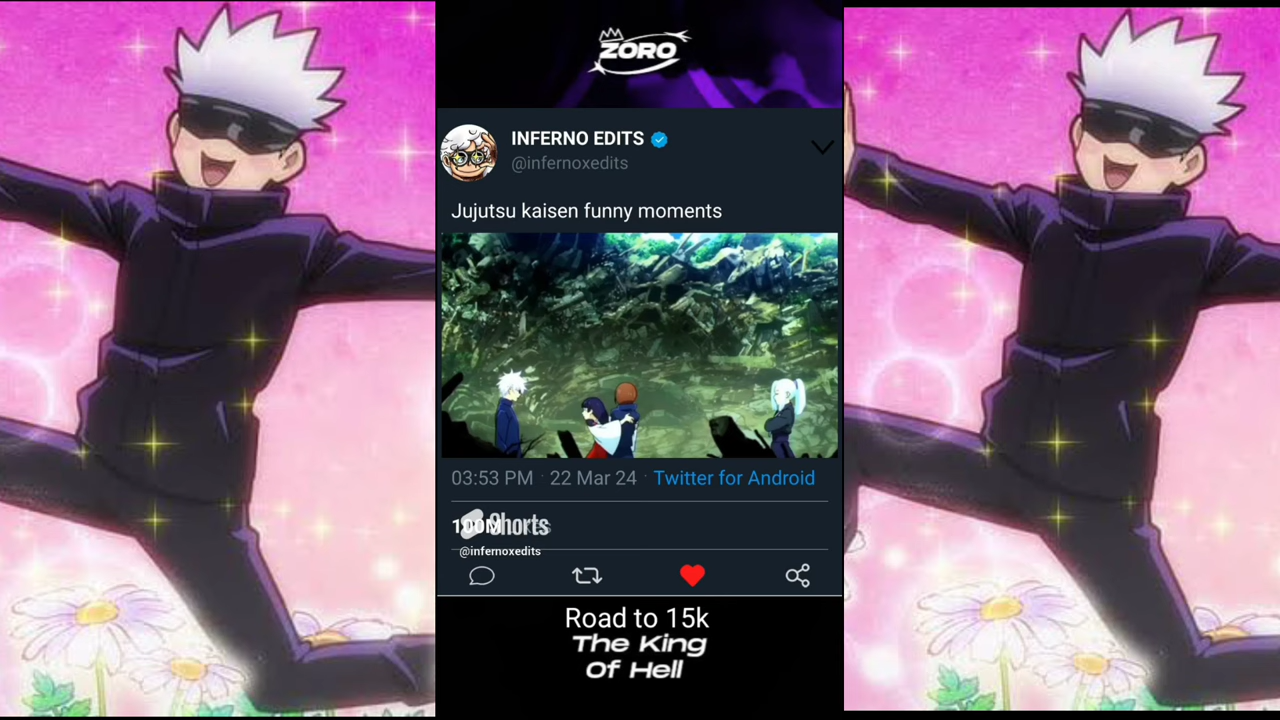 ZORO
INFERNO EDITS
@infernoxedits
Jujutsu kaisen funny moments
03:53 PM · 22 Mar 24 · Twitter for Android
100M
Shorts
@infernoxedits
Road to 15k
The King
Of Hell